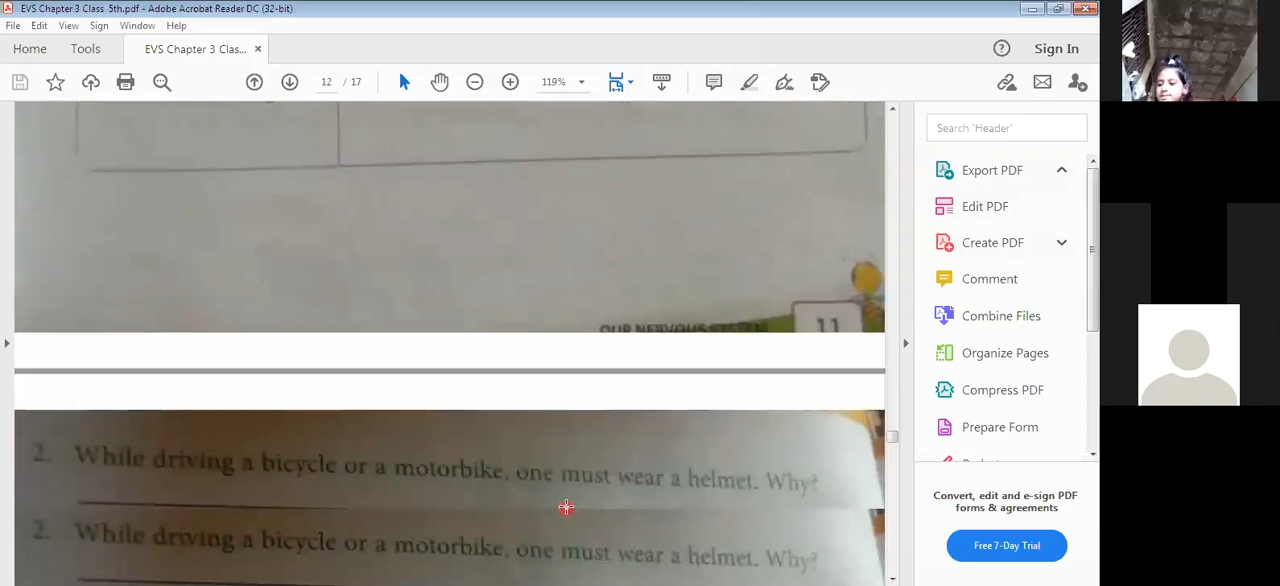 EVS Chapter 3 Class 5th.pdf - Adobe Acrobat Reader DC (32-bit)
File Edit View Sign Window Help
Home Tools EVS Chapter 3 Clas... × Sign In
12 / 17 119%
Search 'Header'
Export PDF
Edit PDF
Create PDF
Comment
Combine Files
Organize Pages
Compress PDF
Prepare Form
Convert, edit and e-sign PDF
forms & agreements
Free 7-Day Trial
OUR NERVOUS SYSTEM 11
2. While driving a bicycle or a motorbike, one must wear a helmet. Why?
2. While driving a bicycle or a motorbike, one must wear a helmet. Why?